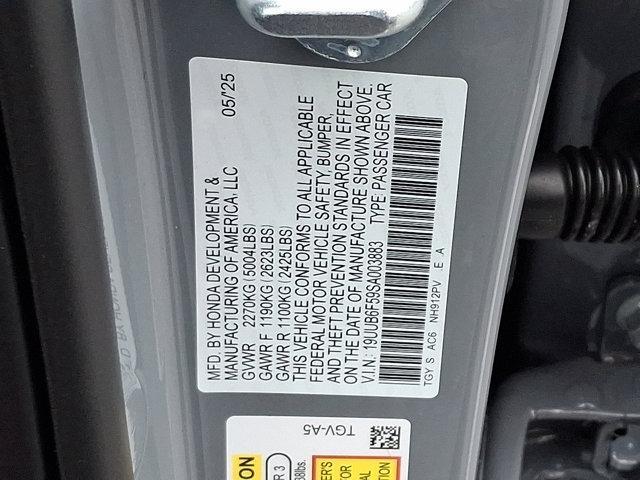 MFD. BY HONDA DEVELOPMENT &
MANUFACTURING OF AMERICA, LLC 05/'25
GVWR 2270KG (5004LBS)
GAWR F 1190KG (2623LBS)
GAWR R 1100KG (2425LBS)
THIS VEHICLE CONFORMS TO ALL APPLICABLE
FEDERAL MOTOR VEHICLE SAFETY, BUMPER,
AND THEFT PREVENTION STANDARDS IN EFFECT
ON THE DATE OF MANUFACTURE SHOWN ABOVE.
V.I.N.: 19UUB6F59SA003883 TYPE: PASSENGER CAR
TGY S AC6 NH912PV E A
TGV-A5